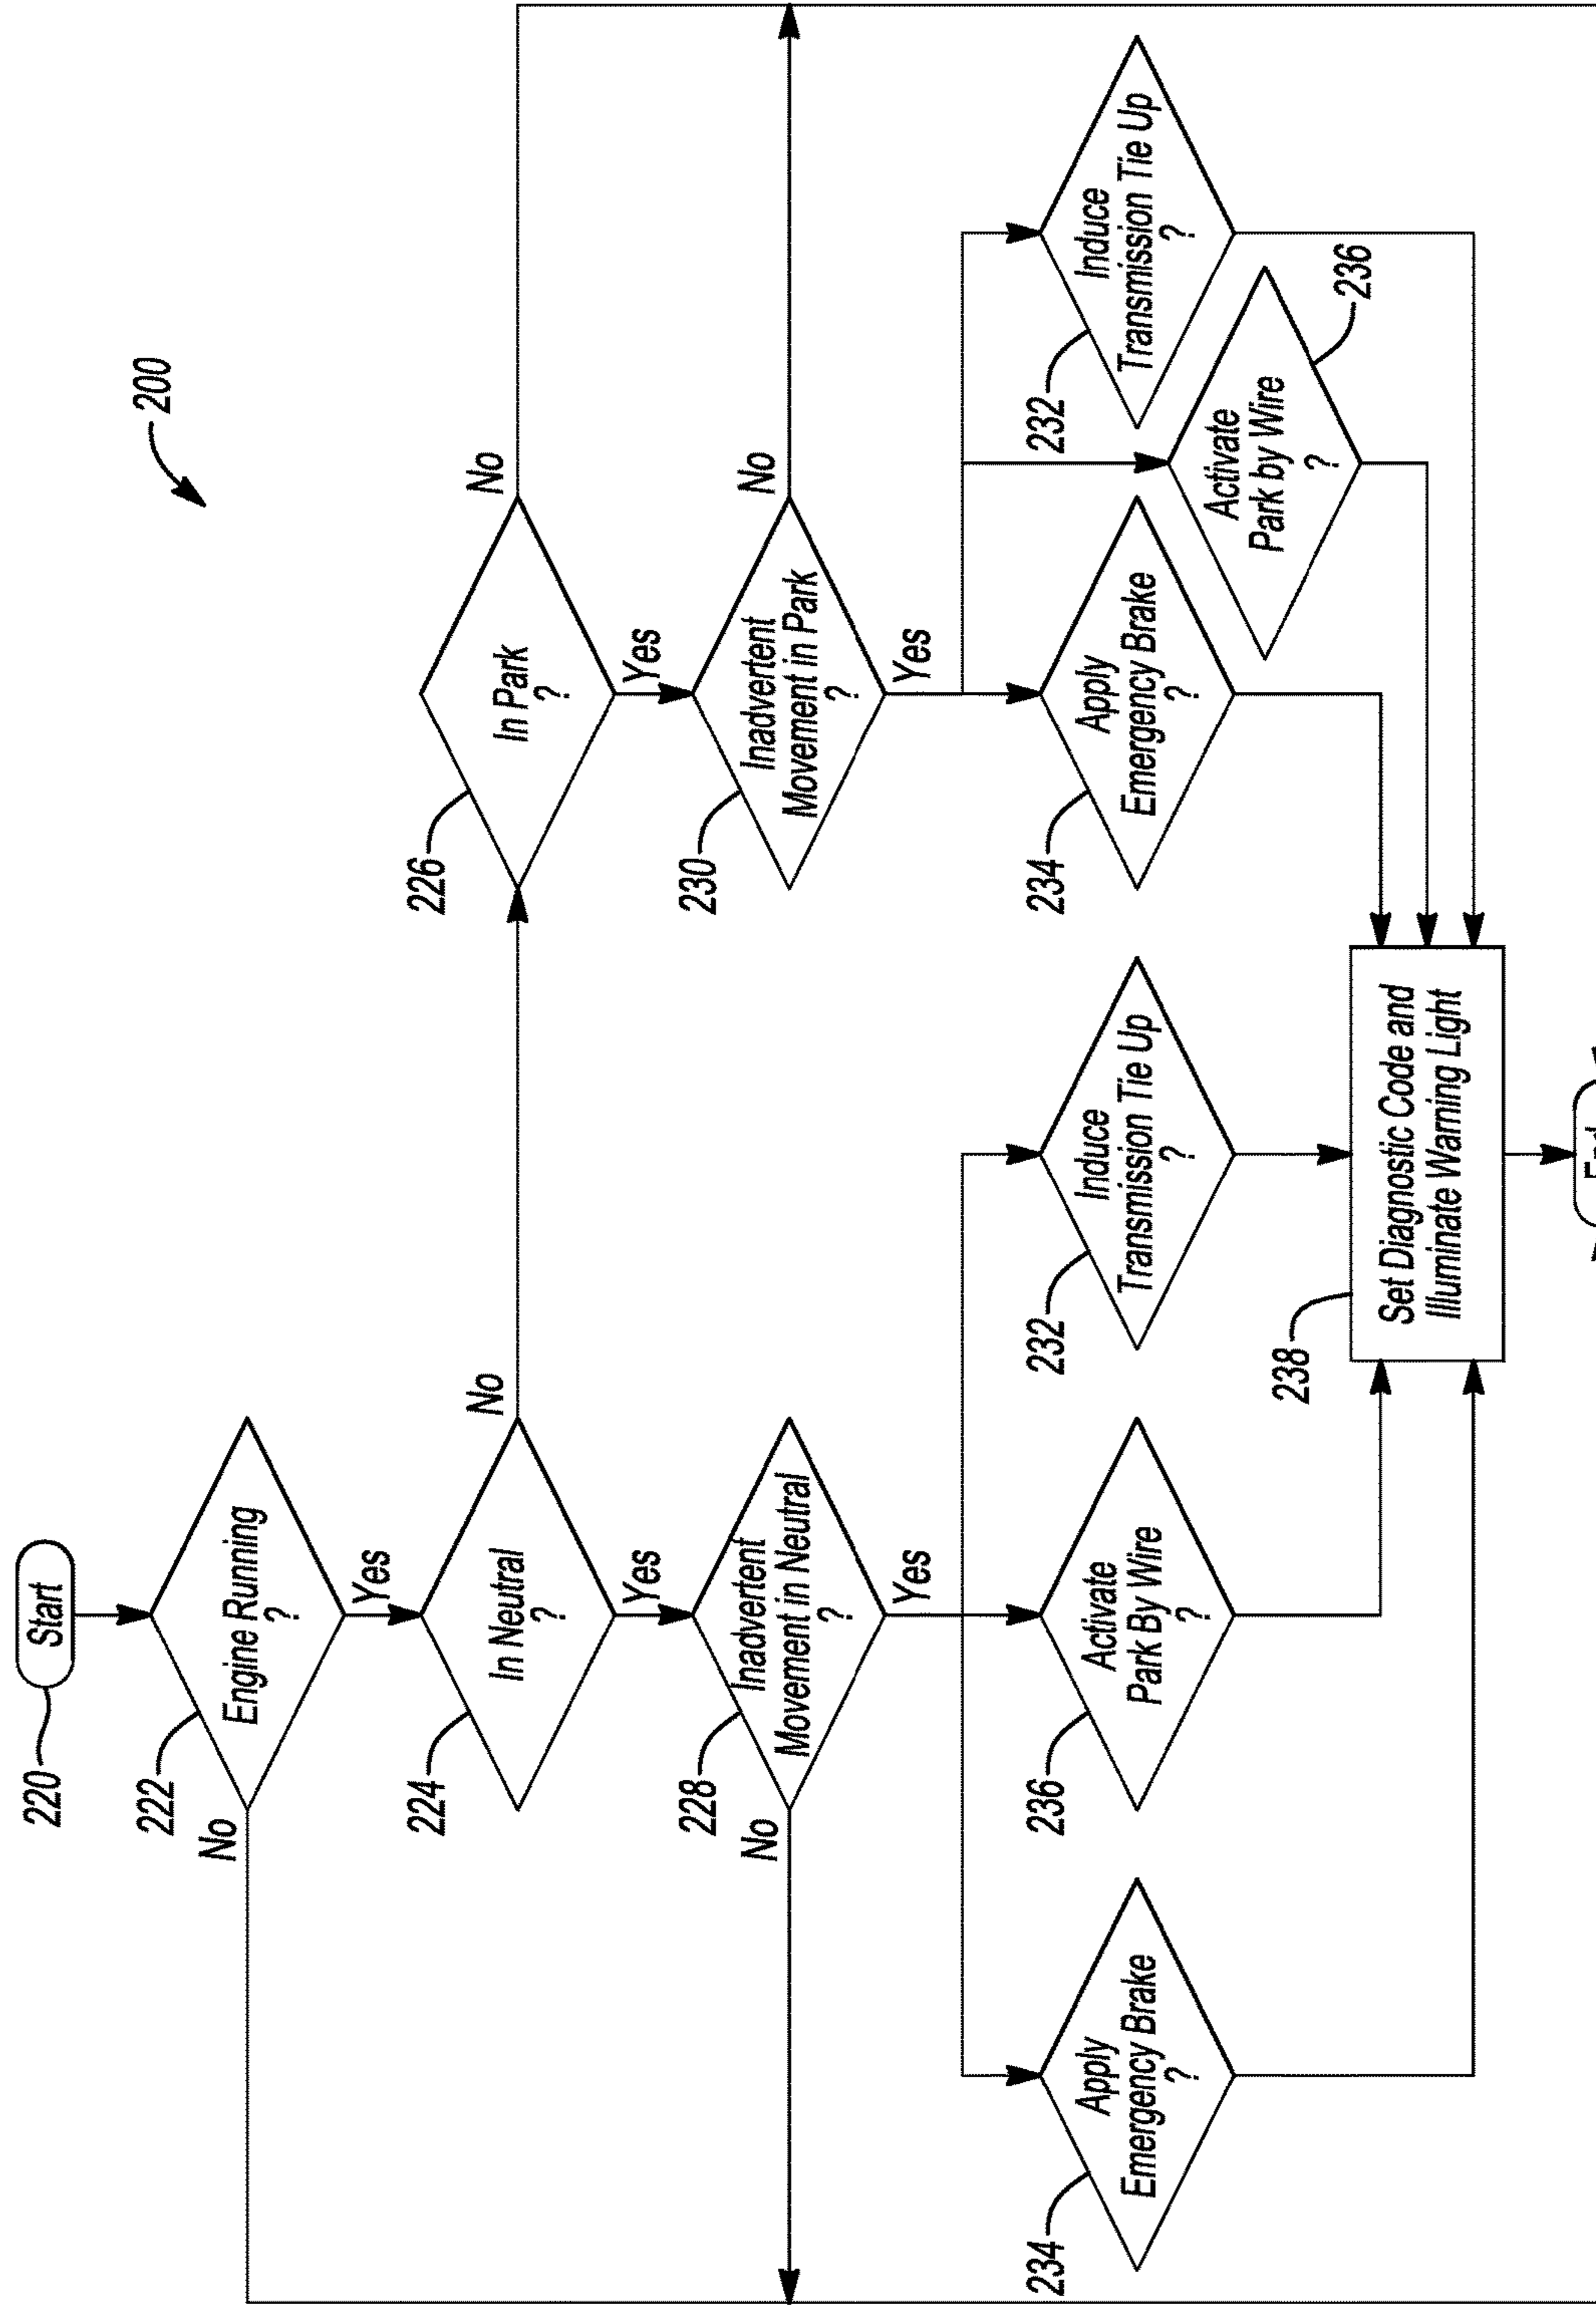 200
220
Start
222
Engine Running
?
No
Yes
224
In Neutral
?
No
Yes
226
In Park
?
No
Yes
228
Inadvertent
Movement in Neutral
?
No
Yes
230
Inadvertent
Movement in Park
?
No
Yes
234
Apply
Emergency Brake
?
236
Activate
Park By Wire
?
232
Induce
Transmission Tie Up
?
234
Apply
Emergency Brake
?
236
Activate
Park by Wire
?
232
Induce
Transmission Tie Up
?
238
Set Diagnostic Code and
Illuminate Warning Light